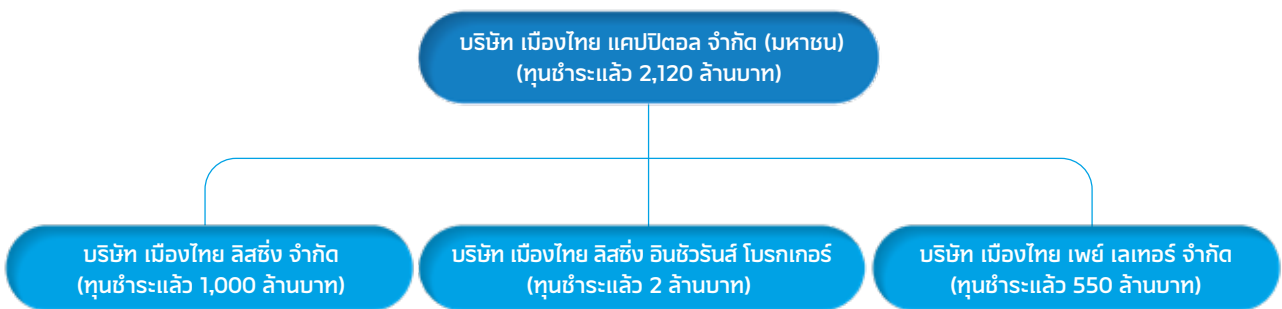 บริษัท เมืองไทย แคปปิตอล จำกัด (มหาชน)
(ทุนชำระแล้ว 2,120 ล้านบาท)
บริษัท เมืองไทย ลิสซิ่ง จำกัด
(ทุนชำระแล้ว 1,000 ล้านบาท)
บริษัท เมืองไทย ลิสซิ่ง อินชัวรันส์ โบรกเกอร์
(ทุนชำระแล้ว 2 ล้านบาท)
บริษัท เมืองไทย เพย์ เลเทอร์ จำกัด
(ทุนชำระแล้ว 550 ล้านบาท)